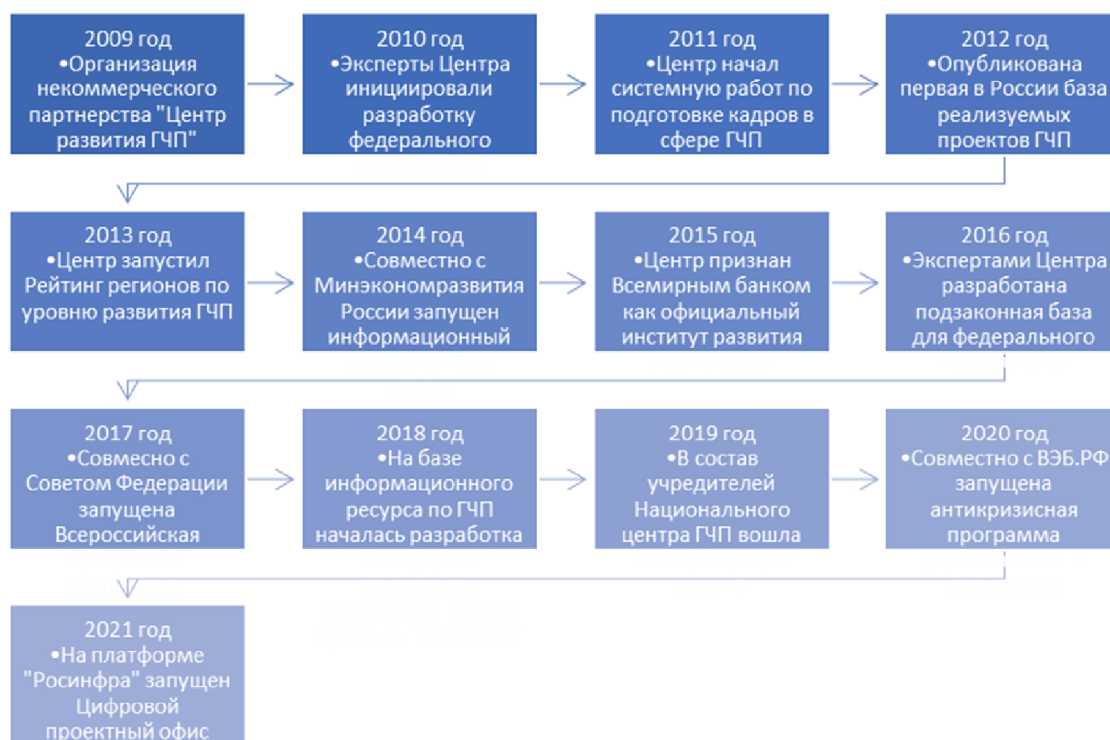 2009 год
•Организация
некоммерческого
партнерства "Центр
развития ГЧП"
2010 год
•Эксперты Центра
инициировали
разработку
федерального
2011 год
•Центр начал
системную работ по
подготовке кадров в
сфере ГЧП
2012 год
•Опубликована
первая в России база
реализуемых
проектов ГЧП
2013 год
•Центр запустил
Рейтинг регионов по
уровню развития ГЧП
2014 год
•Совместно с
Минэкономразвития
России запущен
информационный
2015 год
•Центр признан
Всемирным банком
как официальный
институт развития
2016 год
•Экспертами Центра
разработана
подзаконная база
для федерального
2017 год
•Совмесно с
Советом Федерации
запущена
Всероссийская
2018 год
•На базе
информационного
ресурса по ГЧП
началась разработка
2019 год
•В состав
учредителей
Национального
центра ГЧП вошла
2020 год
•Совместно с ВЭБ.РФ
запущена
антикризисная
программа
2021 год
•На платформе
"Росинфра" запущен
Цифровой
проектный офис